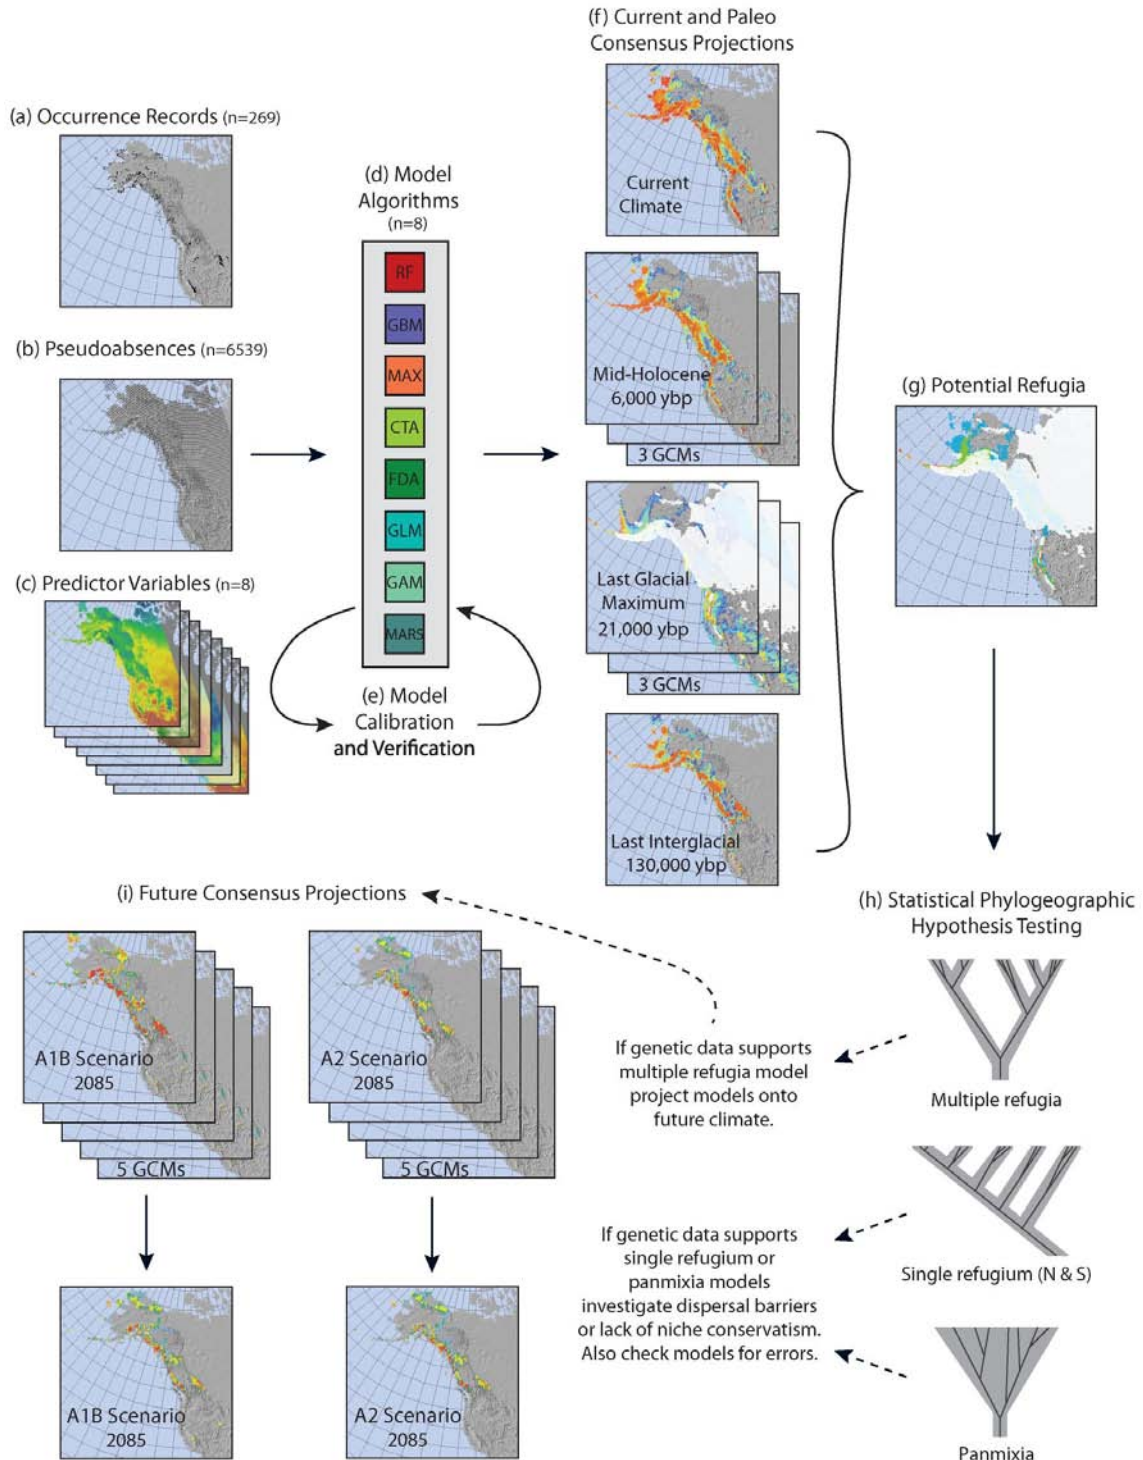 (f) Current and Paleo
Consensus Projections
(a) Occurrence Records (n=269)
(d) Model
Algorithms
(n=8)
Current
Climate
RF
GBM
MAX
CTA
FDA
GLM
GAM
MARS
(b) Pseudoabsences (n=6539)
Mid-Holocene
6,000 ybp
3 GCMs
(g) Potential Refugia
(c) Predictor Variables (n=8)
Last Glacial
Maximum
21,000 ybp
3 GCMs
(e) Model
Calibration
and Verification
Last Interglacial
130,000 ybp
(i) Future Consensus Projections
(h) Statistical Phylogeographic
Hypothesis Testing
A1B Scenario
2085
5 GCMs
A2 Scenario
2085
5 GCMs
If genetic data supports
multiple refugia model
project models onto
future climate.
Multiple refugia
If genetic data supports
single refugium or
panmixia models
investigate dispersal barriers
or lack of niche conservatism.
Also check models for errors.
Single refugium (N & S)
A1B Scenario
2085
A2 Scenario
2085
Panmixia